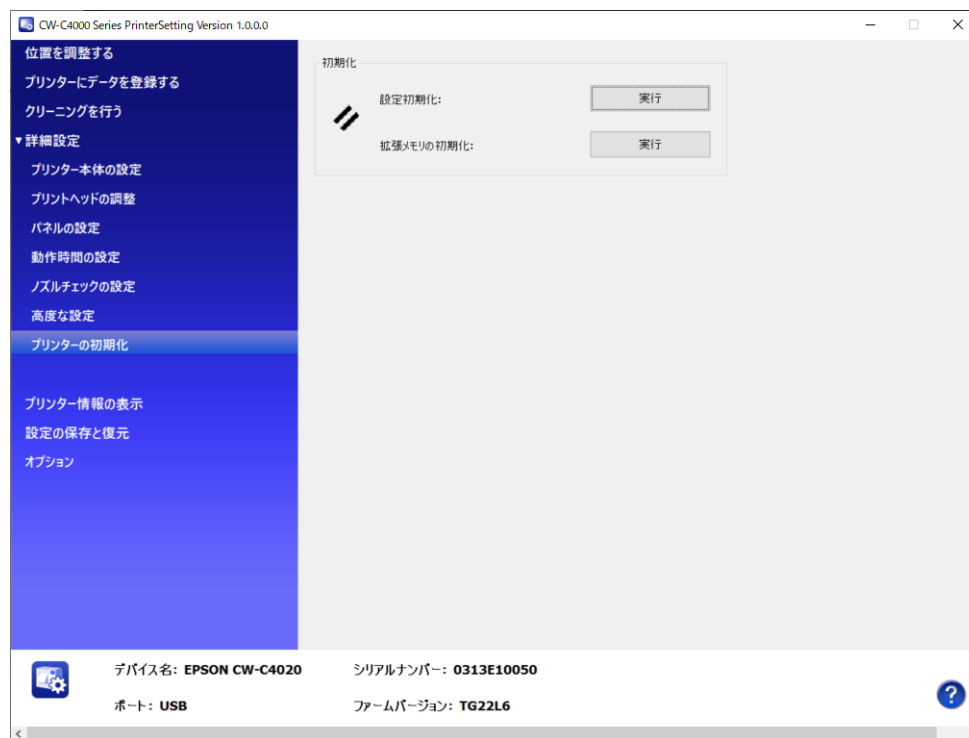 CW-C4000 Series PrinterSetting Version 1.0.0.0
位置を調整する
プリンターにデータを登録する
クリーニングを行う
▼詳細設定
プリンター本体の設定
プリントヘッドの調整
パネルの設定
動作時間の設定
ノズルチェックの設定
高度な設定
プリンターの初期化
プリンター情報の表示
設定の保存と復元
オプション
初期化
設定初期化: 実行
拡張メモリの初期化: 実行
デバイス名: EPSON CW-C4020 シリアルナンバー: 0313E10050
ポート: USB ファームバージョン: TG22L6
?